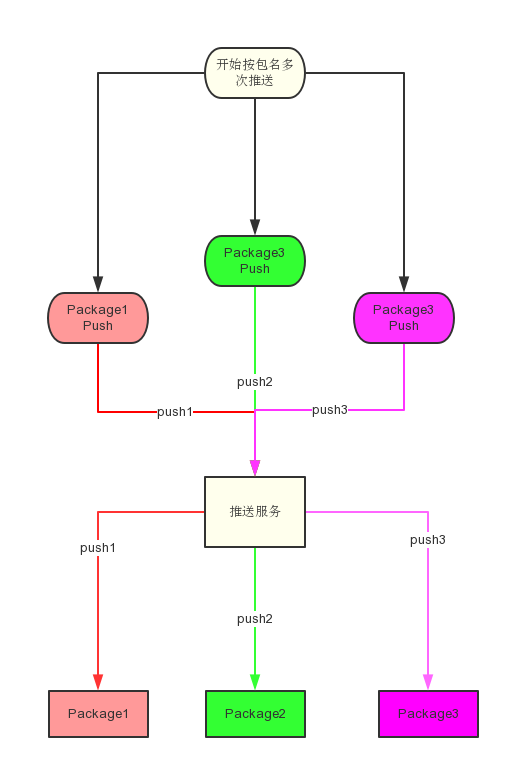 开始按包名多
次推送
Package3
Push
Package1
Push
Package3
Push
push2
push1
push3
推送服务
push1
push3
push2
Package1
Package2
Package3